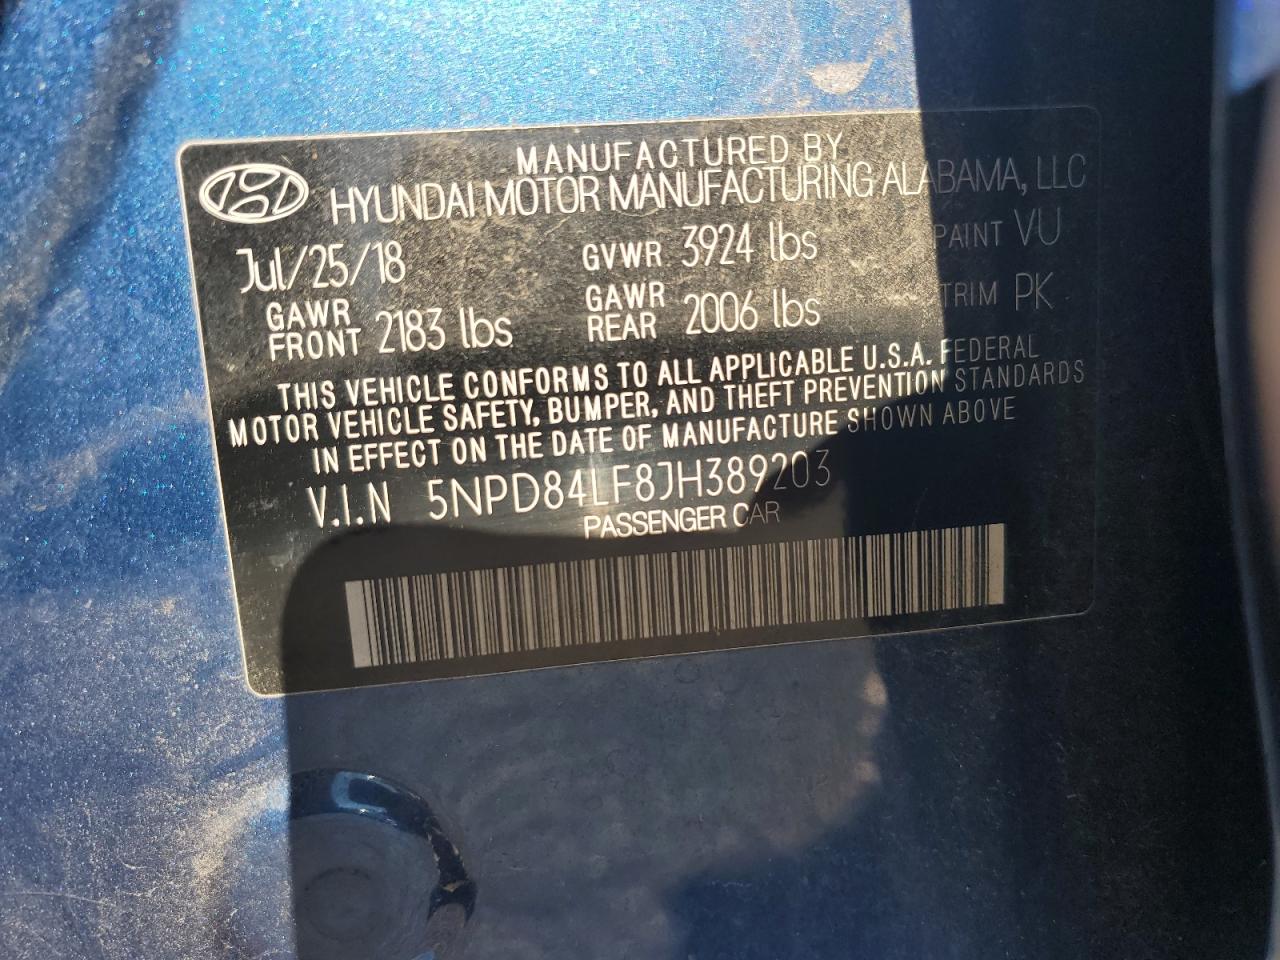 MANUFACTURED BY
HYUNDAI MOTOR MANUFACTURING ALABAMA, LLC
Jul/25/18 GVWR 3924 lbs PAINT VU
GAWR FRONT 2183 lbs GAWR REAR 2006 lbs TRIM PK
THIS VEHICLE CONFORMS TO ALL APPLICABLE U.S.A. FEDERAL
MOTOR VEHICLE SAFETY, BUMPER, AND THEFT PREVENTION STANDARDS
IN EFFECT ON THE DATE OF MANUFACTURE SHOWN ABOVE
V.I.N 5NPD84LF8JH389203
PASSENGER CAR